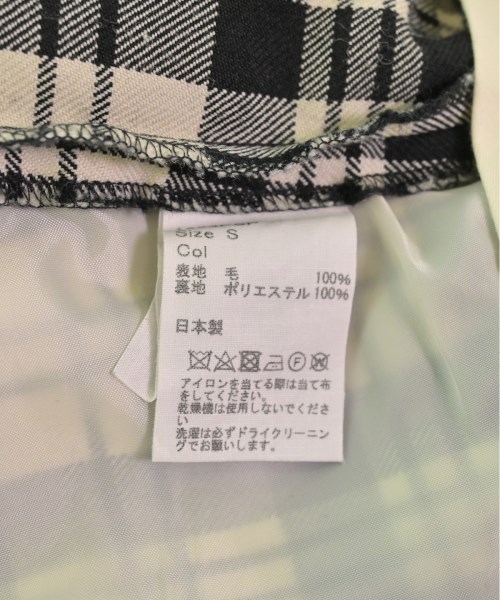 Size S
Col
表地 毛 100%
裏地 ポリエステル 100%
日本製
アイロンを当てる際は当て布
をしてください。
乾燥機は使用しないでくださ
い
洗濯は必ずドライクリーニン
グでお願いします。